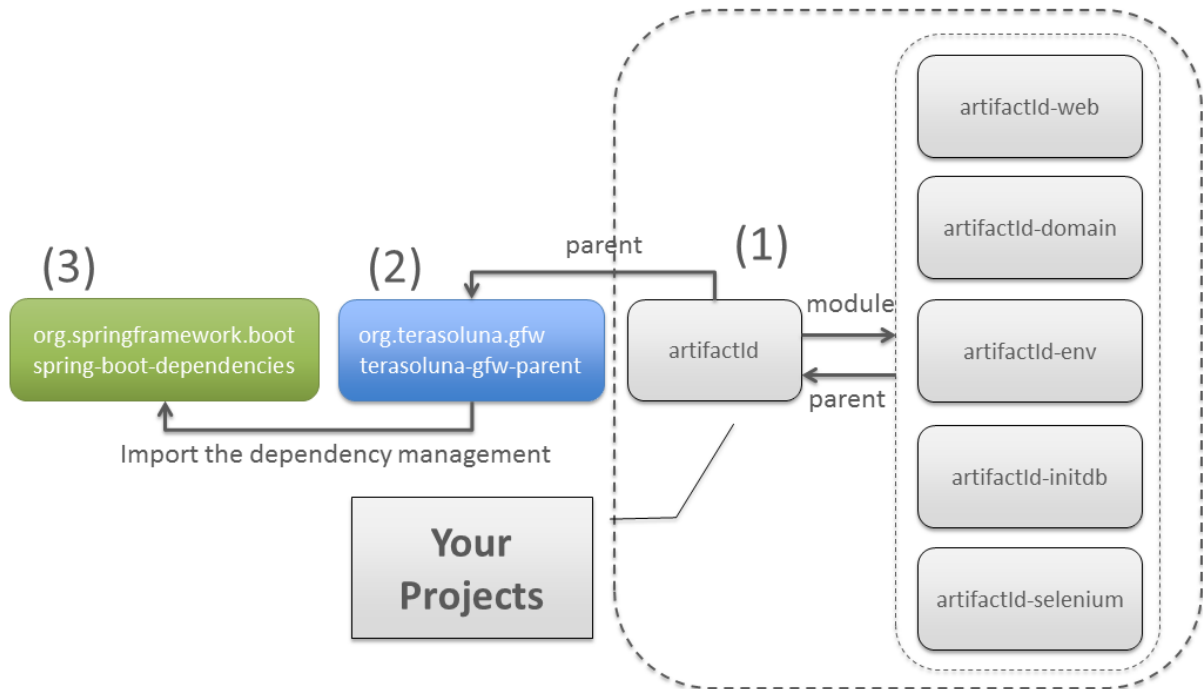 (3)
org.springframework.boot
spring-boot-dependencies
(2)
org.terasoluna.gfw
terasoluna-gfw-parent
Import the dependency management
parent
(1)
artifactId
module
parent
Your
Projects
artifactId-web
artifactId-domain
artifactId-env
artifactId-initdb
artifactId-selenium